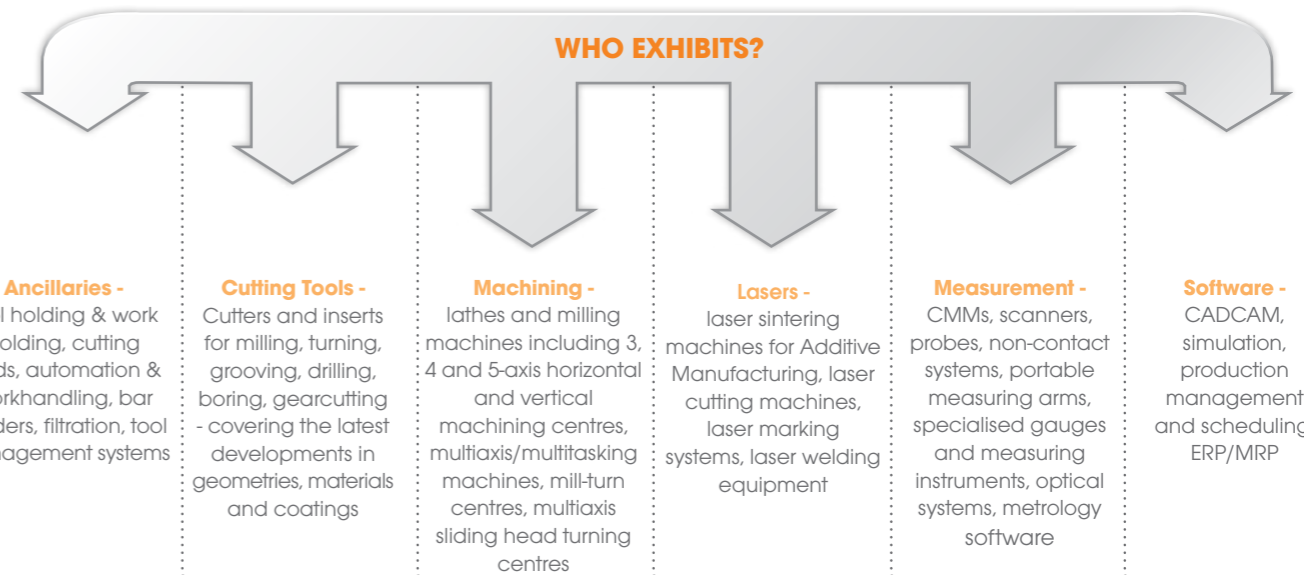 WHO EXHIBITS?
Ancillaries -
holding & work
cutting
automation &
bar
filtration, tool
systems
Cutting Tools -
Cutters and inserts
for milling, turning,
grooving, drilling,
boring, gearcutting
- covering the latest
developments in
geometries, materials
and coatings
Machining -
lathes and milling
machines including 3,
4 and 5-axis horizontal
and vertical
machining centres,
multiaxis/multitasking
machines, mill-turn
centres, multiaxis
sliding head turning
centres
Lasers -
laser sintering
machines for Additive
Manufacturing, laser
cutting machines,
laser marking
systems, laser welding
equipment
Measurement -
CMMs, scanners,
probes, non-contact
systems, portable
measuring arms,
specialised gauges
and measuring
instruments, optical
systems, metrology
software
Software -
CADCAM,
simulation,
production
management
and scheduling
ERP/MRP